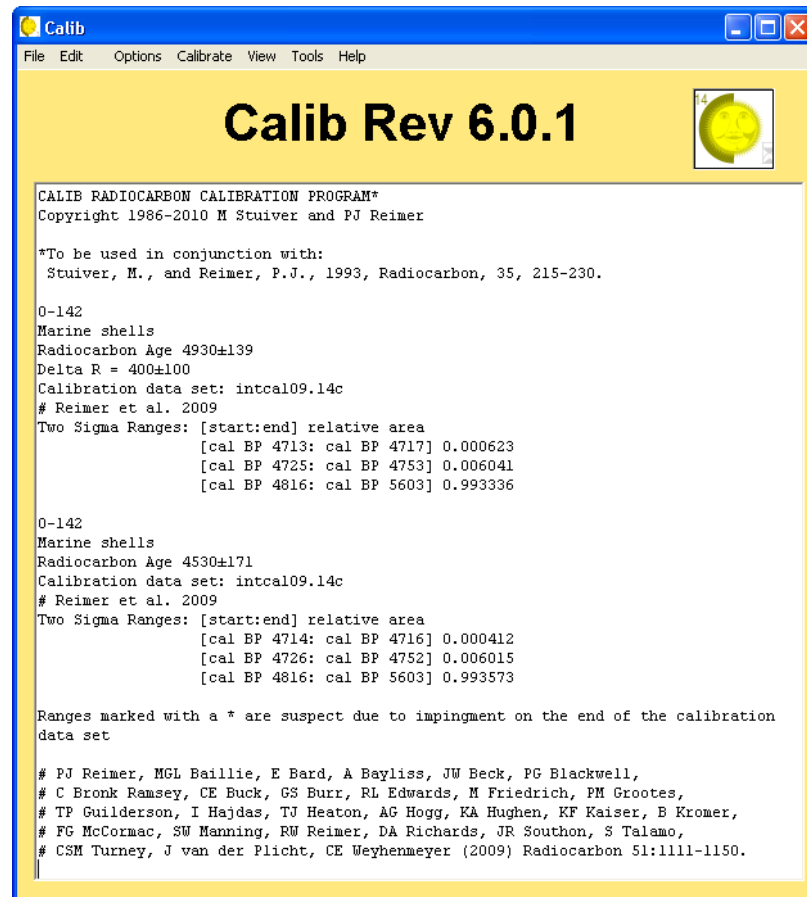 Calib
File Edit Options Calibrate View Tools Help
Calib Rev 6.0.1
14
CALIB RADIOCARBON CALIBRATION PROGRAM*
Copyright 1986-2010 M Stuiver and PJ Reimer
*To be used in conjunction with:
Stuiver, M., and Reimer, P.J., 1993, Radiocarbon, 35, 215-230.
0-142
Marine shells
Radiocarbon Age 4930±139
Delta R = 400±100
Calibration data set: intcal09.14c
# Reimer et al. 2009
Two Sigma Ranges: [start:end] relative area
[cal BP 4713: cal BP 4717] 0.000623
[cal BP 4725: cal BP 4753] 0.006041
[cal BP 4816: cal BP 5603] 0.993336
0-142
Marine shells
Radiocarbon Age 4530±171
Calibration data set: intcal09.14c
# Reimer et al. 2009
Two Sigma Ranges: [start:end] relative area
[cal BP 4714: cal BP 4716] 0.000412
[cal BP 4726: cal BP 4752] 0.006015
[cal BP 4816: cal BP 5603] 0.993573
Ranges marked with a * are suspect due to impingment on the end of the calibration
data set
# PJ Reimer, MGL Baillie, E Bard, A Bayliss, JW Beck, PG Blackwell,
# C Bronk Ramsey, CE Buck, GS Burr, RL Edwards, M Friedrich, PM Grootes,
# TP Guilderson, I Hajdas, TJ Heaton, AG Hogg, KA Hughen, KF Kaiser, B Kromer,
# FG McCormac, SW Manning, RW Reimer, DA Richards, JR Southon, S Talamo,
# CSM Turney, J van der Plicht, CE Weyhenmeyer (2009) Radiocarbon 51:1111-1150.